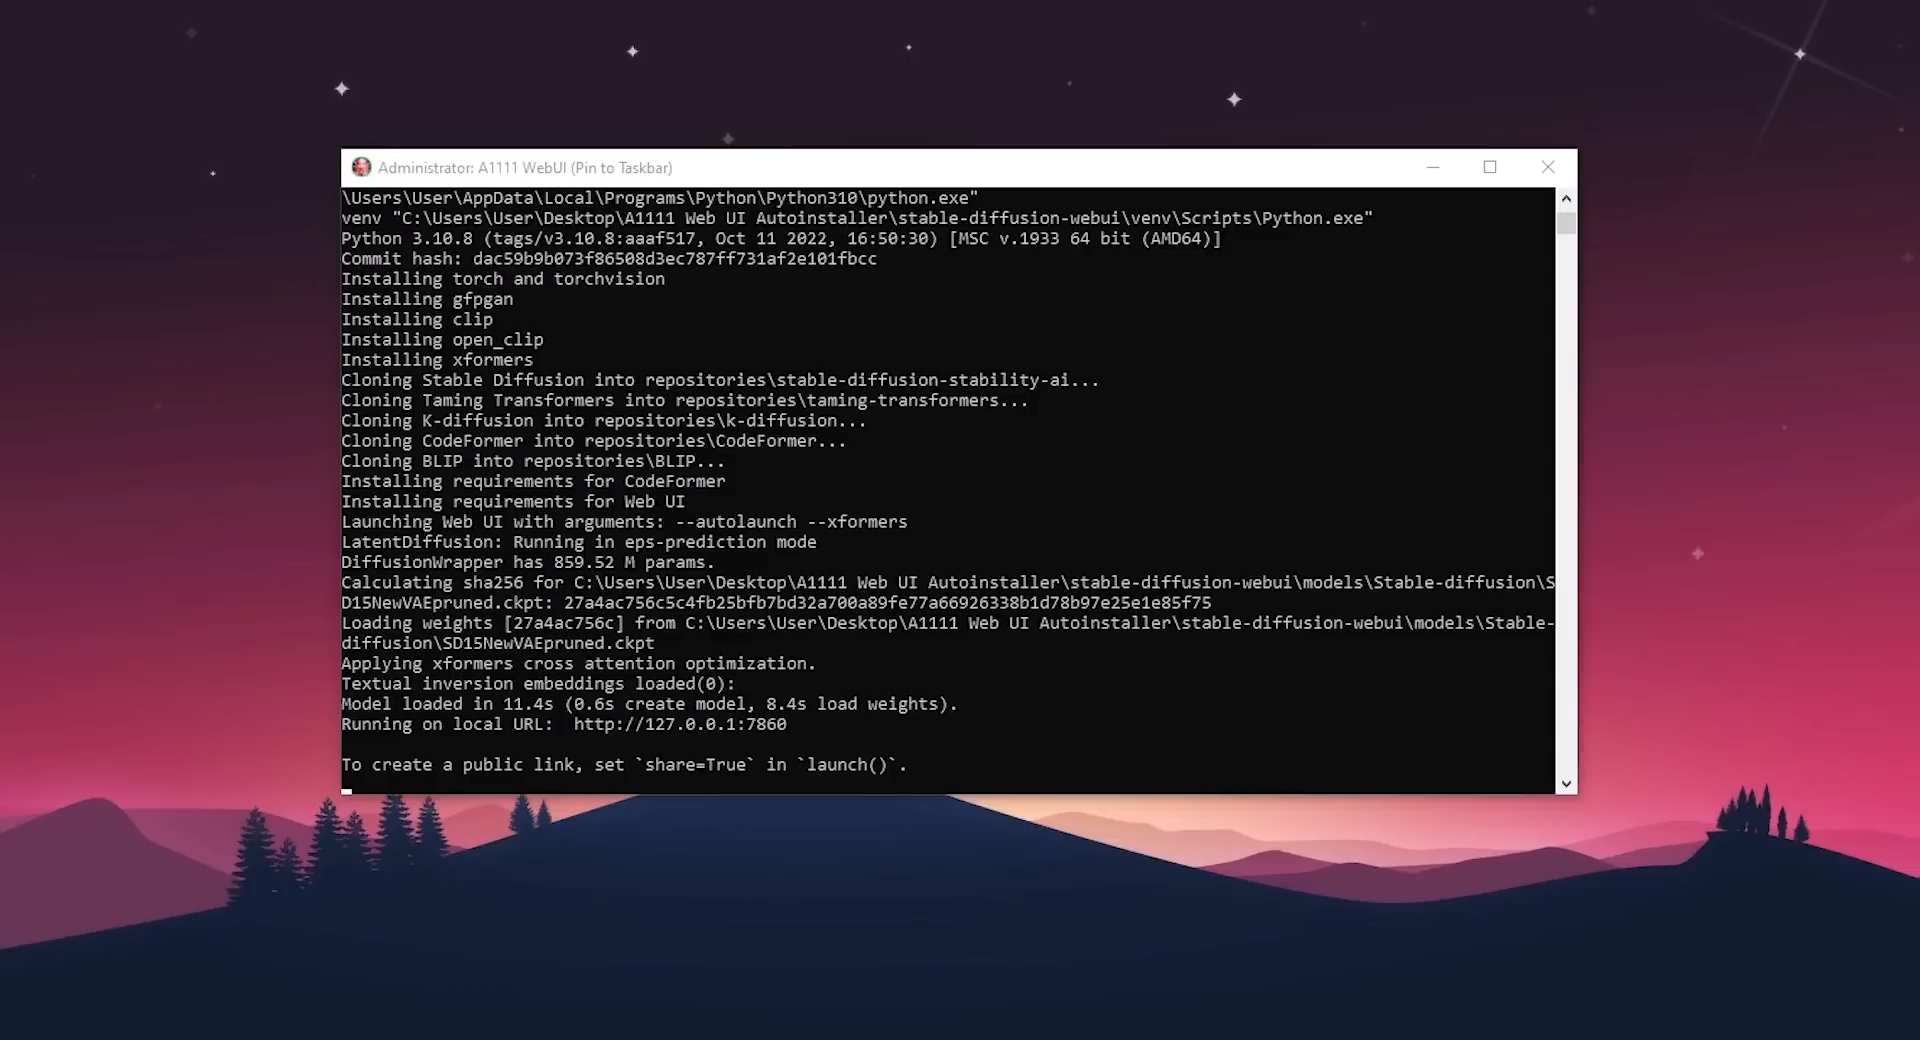 Administrator: A1111 WebUI (Pin to Taskbar)
\Users\User\AppData\Local\Programs\Python\Python310\python.exe"
venv "C:\Users\User\Desktop\A1111 Web UI Autoinstaller\stable-diffusion-webui\venv\Scripts\Python.exe"
Python 3.10.8 (tags/v3.10.8:aaaf517, Oct 11 2022, 16:50:30) [MSC v.1933 64 bit (AMD64)]
Commit hash: dac59b9b073f86508d3ec787ff731af2e101fbcc
Installing torch and torchvision
Installing gfpgan
Installing clip
Installing open_clip
Installing xformers
Cloning Stable Diffusion into repositories\stable-diffusion-stability-ai...
Cloning Taming Transformers into repositories\taming-transformers...
Cloning K-diffusion into repositories\k-diffusion...
Cloning CodeFormer into repositories\CodeFormer...
Cloning BLIP into repositories\BLIP...
Installing requirements for CodeFormer
Installing requirements for Web UI
Launching Web UI with arguments: --autolaunch --xformers
LatentDiffusion: Running in eps-prediction mode
DiffusionWrapper has 859.52 M params.
Calculating sha256 for C:\Users\User\Desktop\A1111 Web UI Autoinstaller\stable-diffusion-webui\models\Stable-diffusion\S
D15NewVAEpruned.ckpt: 27a4ac756c5c4fb25bfb7bd32a700a89fe77a66926338b1d78b97e25e1e85f75
Loading weights [27a4ac756c] from C:\Users\User\Desktop\A1111 Web UI Autoinstaller\stable-diffusion-webui\models\Stable-
diffusion\SD15NewVAEpruned.ckpt
Applying xformers cross attention optimization.
Textual inversion embeddings loaded(0):
Model loaded in 11.4s (0.6s create model, 8.4s load weights).
Running on local URL:  http://127.0.0.1:7860
To create a public link, set `share=True` in `launch()`.